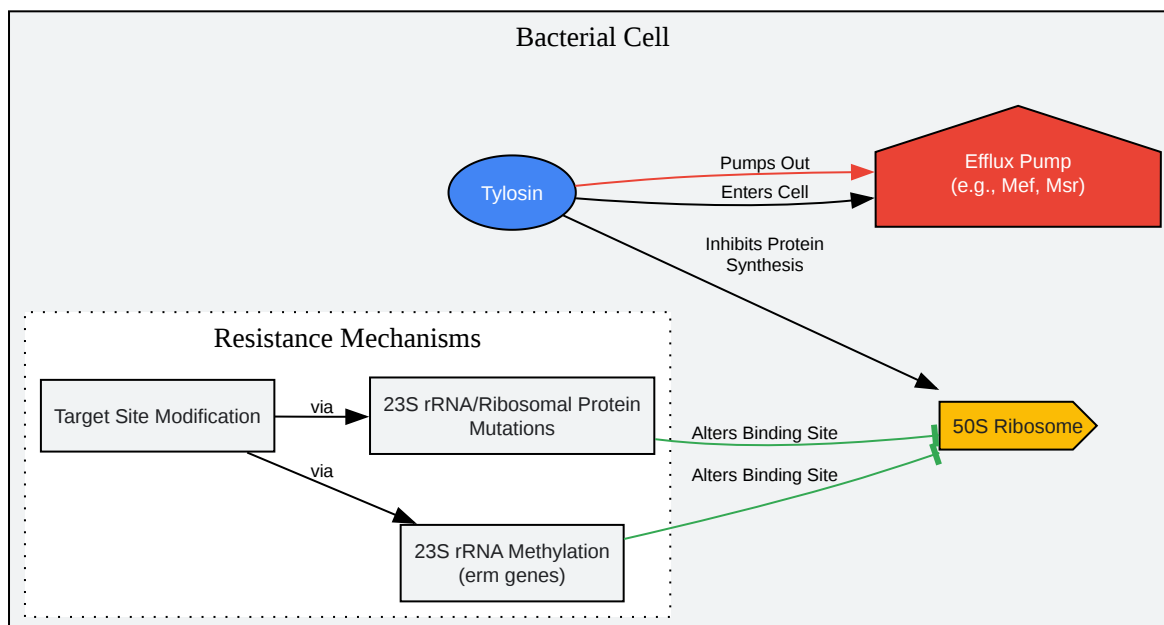 Bacterial Cell
Pumps Out
Efflux Pump
(e.g., Mef, Msr)
Tylosin
Enters Cell
Inhibits Protein
Synthesis
Resistance Mechanisms
Target Site Modification
via
23S rRNA/Ribosomal Protein
Mutations
Alters Binding Site
50S Ribosome
via
Alters Binding Site
23S rRNA Methylation
(erm genes)